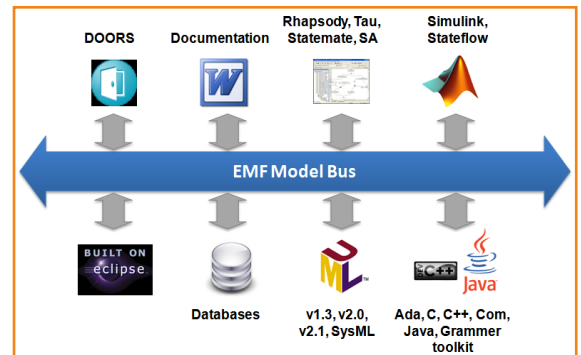 DOORS
Documentation
Rhapsody, Tau,
Statemate, SA
Simulink,
Stateflow
W
EMF Model Bus
BUILT ON
eclipse
UML™
C++
Java
Databases
v1.3, v2.0,
v2.1, SysML
Ada, C, C++, Com,
Java, Grammer
toolkit